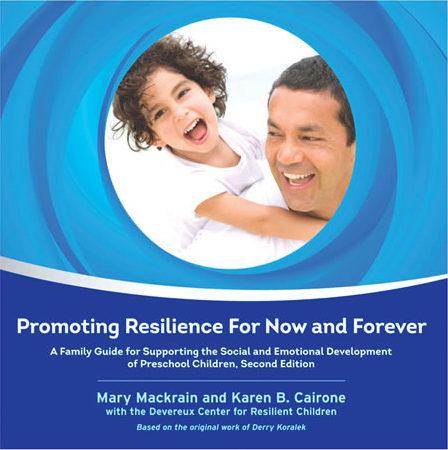 Promoting Resilience For Now and Forever
A Family Guide for Supporting the Social and Emotional Development
of Preschool Children, Second Edition
Mary Mackrain and Karen B. Cairone
with the Devereux Center for Resilient Children
Based on the original work of Derry Koralek